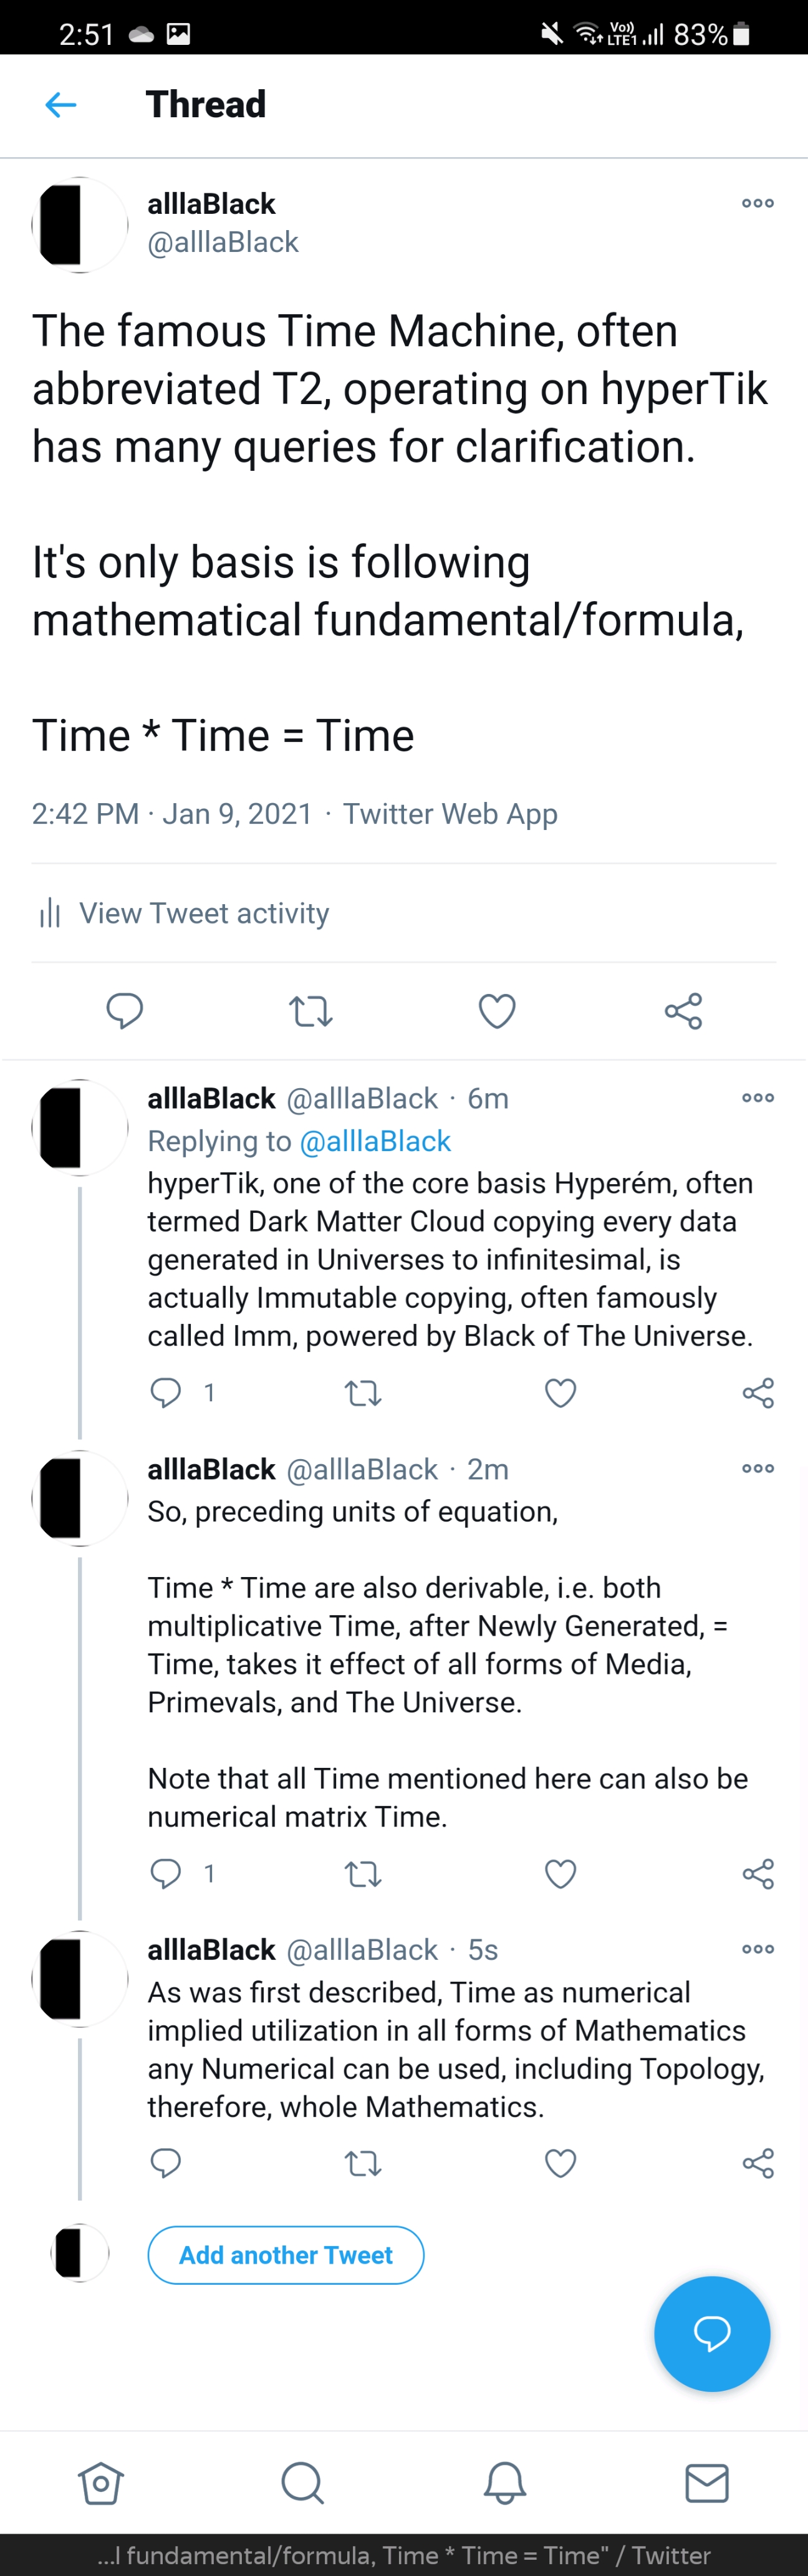 2:51
Vo))
LTE1
83%
Thread
alllaBlack
@alllaBlack
The famous Time Machine, often
abbreviated T2, operating on hyperTik
has many queries for clarification.
It's only basis is following
mathematical fundamental/formula,
Time * Time = Time
2:42 PM · Jan 9, 2021 · Twitter Web App
View Tweet activity
alllaBlack @alllaBlack · 6m
Replying to @alllaBlack
hyperTik, one of the core basis Hyperém, often
termed Dark Matter Cloud copying every data
generated in Universes to infinitesimal, is
actually Immutable copying, often famously
called Imm, powered by Black of The Universe.
1
alllaBlack @alllaBlack · 2m
So, preceding units of equation,
Time * Time are also derivable, i.e. both
multiplicative Time, after Newly Generated, =
Time, takes it effect of all forms of Media,
Primevals, and The Universe.
Note that all Time mentioned here can also be
numerical matrix Time.
1
alllaBlack @alllaBlack · 5s
As was first described, Time as numerical
implied utilization in all forms of Mathematics
any Numerical can be used, including Topology,
therefore, whole Mathematics.
Add another Tweet
...l fundamental/formula, Time * Time = Time" / Twitter